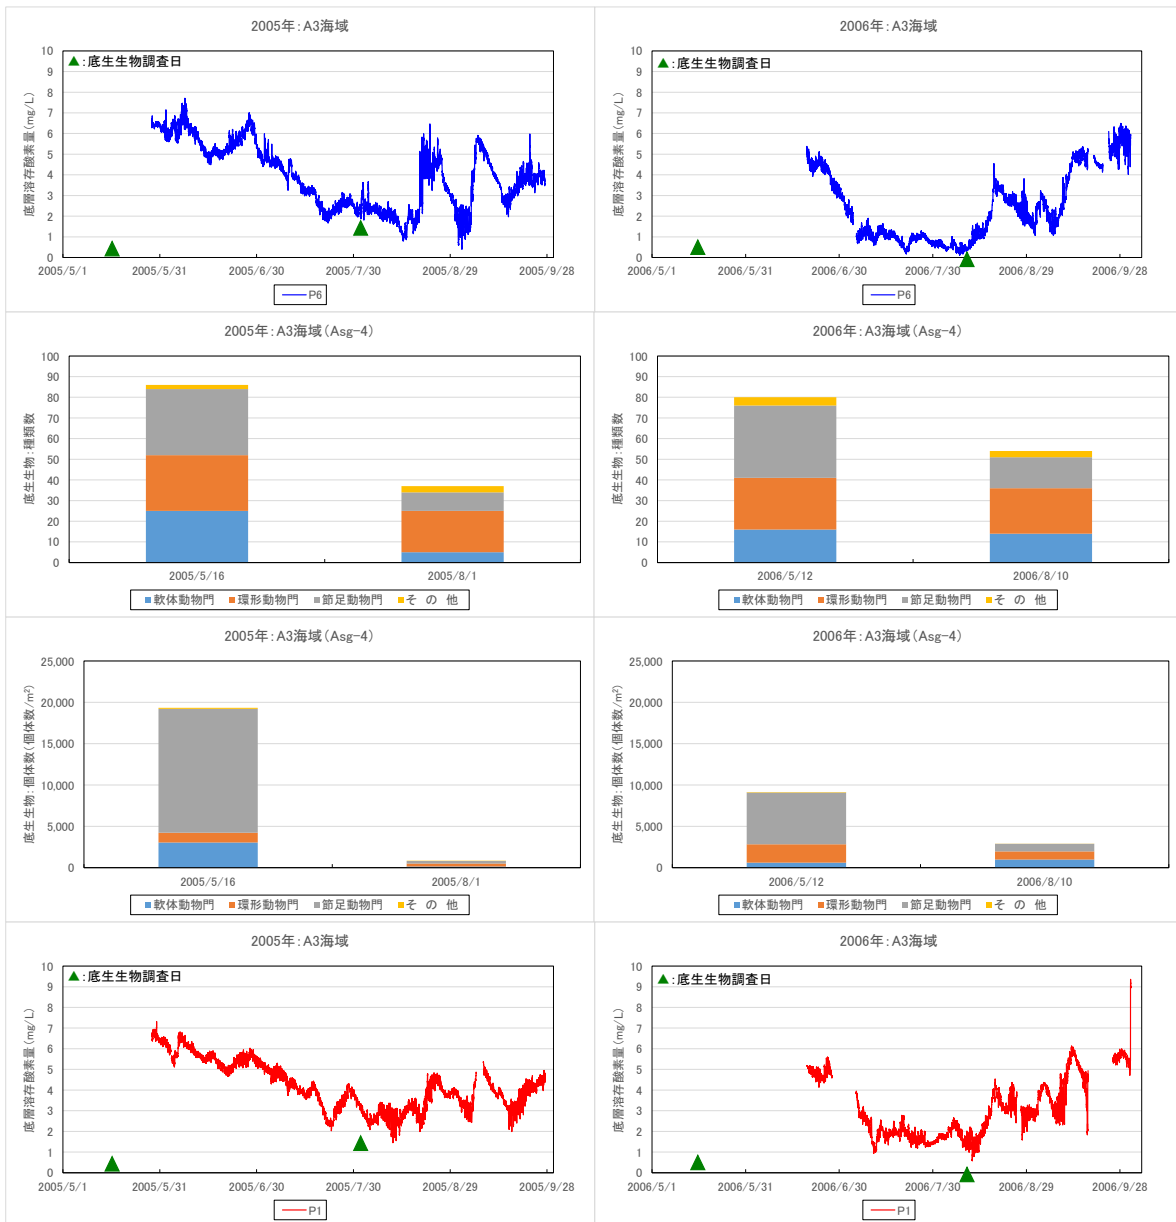 2005年：A3海域
10
9
8
7
6
5
4
3
2
1
0
底層溶存酸素量(mg/L)
▲：底生生物調査日
2005/5/1 2005/5/31 2005/6/30 2005/7/30 2005/8/29 2005/9/28
P6
2006年：A3海域
10
9
8
7
6
5
4
3
2
1
0
底層溶存酸素量(mg/L)
▲：底生生物調査日
2006/5/1 2006/5/31 2006/6/30 2006/7/30 2006/8/29 2006/9/28
P6
2005年：A3海域（Asg-4）
100
90
80
70
60
50
40
30
20
10
0
底生生物：種類数
2005/5/16 2005/8/1
軟体動物門 環形動物門 節足動物門 そ の 他
2006年：A3海域（Asg-4）
100
90
80
70
60
50
40
30
20
10
0
底生生物：種類数
2006/5/12 2006/8/10
軟体動物門 環形動物門 節足動物門 そ の 他
2005年：A3海域（Asg-4）
25,000
20,000
15,000
10,000
5,000
0
底生生物：個体数(個体数/m²)
2005/5/16 2005/8/1
軟体動物門 環形動物門 節足動物門 そ の 他
2006年：A3海域（Asg-4）
25,000
20,000
15,000
10,000
5,000
0
底生生物：個体数(個体数/m²)
2006/5/12 2006/8/10
軟体動物門 環形動物門 節足動物門 そ の 他
2005年：A3海域
10
9
8
7
6
5
4
3
2
1
0
底層溶存酸素量(mg/L)
▲：底生生物調査日
2005/5/1 2005/5/31 2005/6/30 2005/7/30 2005/8/29 2005/9/28
P1
2006年：A3海域
10
9
8
7
6
5
4
3
2
1
0
底層溶存酸素量(mg/L)
▲：底生生物調査日
2006/5/1 2006/5/31 2006/6/30 2006/7/30 2006/8/29 2006/9/28
P1